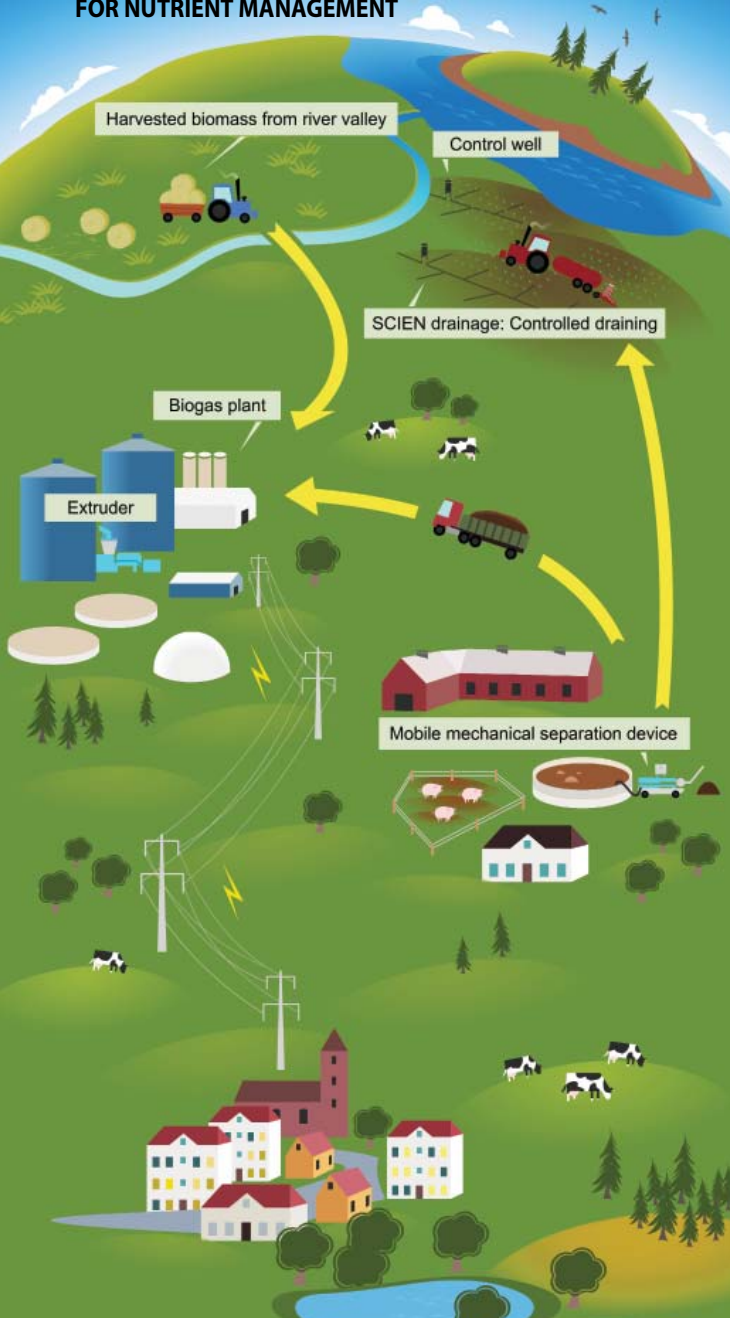 FOR NUTRIENT MANAGEMENT
Harvested biomass from river valley
Control well
SCIEN drainage: Controlled draining
Biogas plant
Extruder
Mobile mechanical separation device